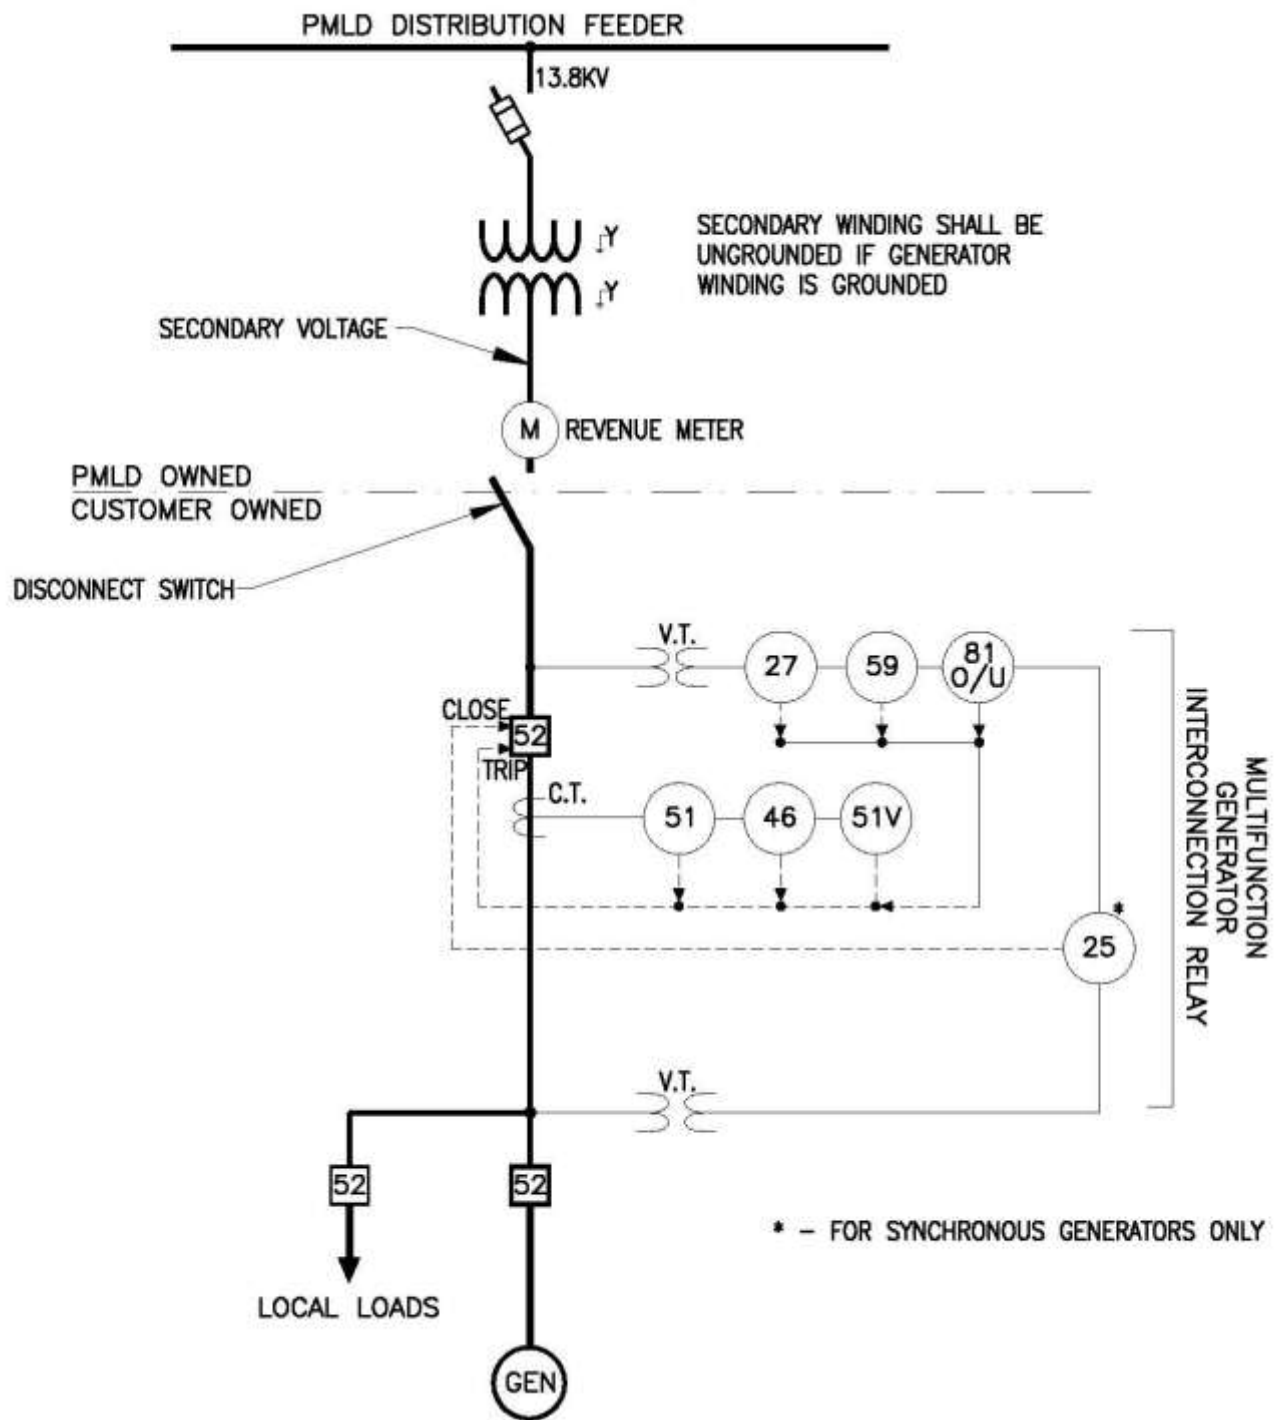 PMLD DISTRIBUTION FEEDER
13.8KV
Y
SECONDARY WINDING SHALL BE
UNGROUNDED IF GENERATOR
WINDING IS GROUNDED
Y
SECONDARY VOLTAGE
M
REVENUE METER
PMLD OWNED
CUSTOMER OWNED
DISCONNECT SWITCH
V.T.
27
59
81
O/U
CLOSE
52
TRIP
C.T.
51
46
51V
*
25
MULTIFUNCTION
GENERATOR
INTERCONNECTION RELAY
V.T.
52
52
* – FOR SYNCHRONOUS GENERATORS ONLY
LOCAL LOADS
GEN